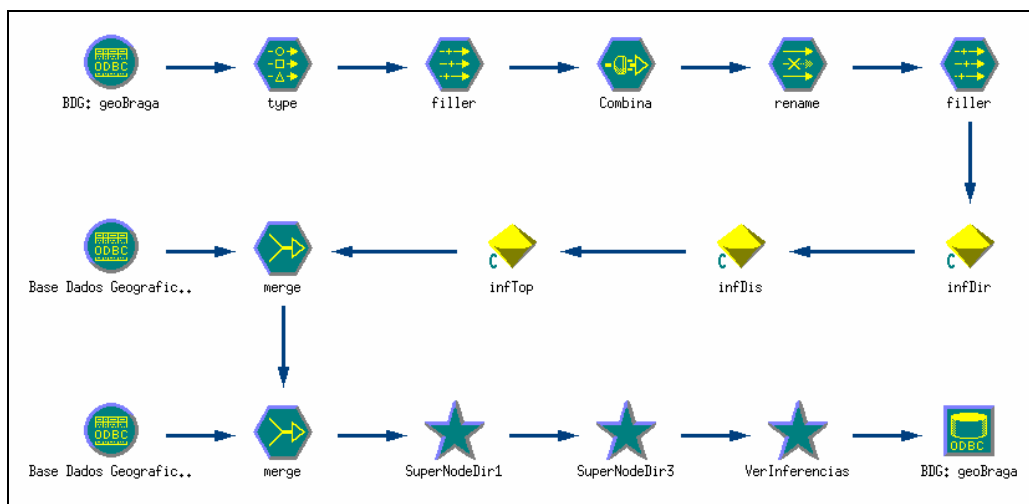 ODBC
BDG: geoBraga
type
filler
Combina
rename
filler
ODBC
Base Dados Geografic..
merge
C
infTop
C
infDis
C
infDir
ODBC
Base Dados Geografic..
merge
SuperNodeDir1
SuperNodeDir3
VerInferencias
ODBC
BDG: geoBraga